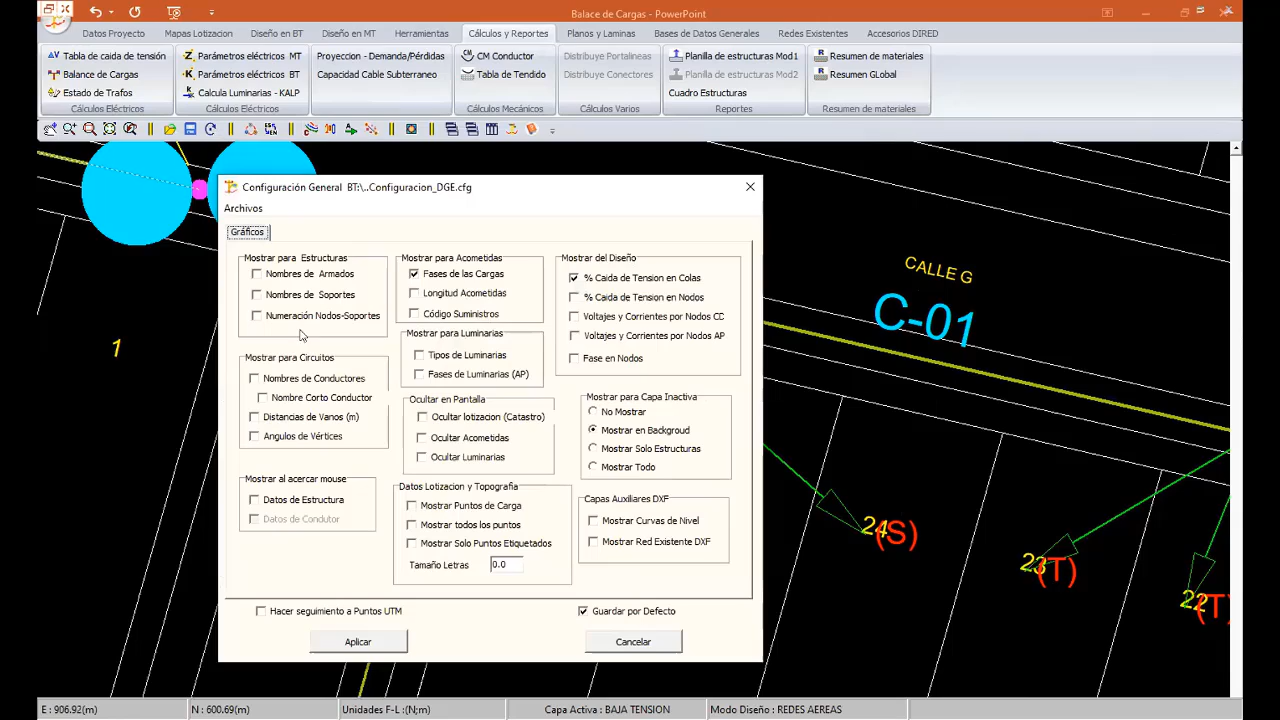 Balace de Cargas - PowerPoint
Datos Proyecto Mapas Lotizacion Diseño en BT Diseño en MT Herramientas Cálculos y Reportes Planos y Laminas Bases de Datos Generales Redes Existentes Accesorios DIRED
Tabla de caida de tensión Parámetros eléctricos MT Proyeccion - Demanda/Pérdidas CM Conductor Distribuye Portalineas Planilla de estructuras Mod1 Resumen de materiales
Balance de Cargas Parámetros eléctricos BT Capacidad Cable Subterraneo Tabla de Tendido Distribuye Conectores Planilla de estructuras Mod2 Resumen GLobal
Estado de Trafos Calcula Luminarias - KALP Cuadro Estructuras
Cálculos Eléctricos Cálculos Eléctricos Cálculos Mecánicos Cálculos Varios Reportes Resumen de materiales
Configuración General BT:\..Configuracion_DGE.cfg
Archivos
Gráficos
Mostrar para Estructuras
Nombres de Armados
Nombres de Soportes
Numeración Nodos-Soportes
Mostrar para Circuitos
Nombres de Conductores
Nombre Corto Conductor
Distancias de Vanos (m)
Angulos de Vértices
Mostrar al acercar mouse
Datos de Estructura
Datos de Condutor
Mostrar para Acometidas
Fases de las Cargas
Longitud Acometidas
Código Suministros
Mostrar para Luminarias
Tipos de Luminarias
Fases de Luminarias (AP)
Ocultar en Pantalla
Ocultar lotización (Catastro)
Ocultar Acometidas
Ocultar Luminarias
Datos Lotizacion y Topografìa
Mostrar Puntos de Carga
Mostrar todos los puntos
Mostrar Solo Puntos Etiquetados
Tamaño Letras 0.0
Mostrar del Diseño
% Caida de Tension en Colas
% Caida de Tension en Nodos
Voltajes y Corrientes por Nodos CC
Voltajes y Corrientes por Nodos AP
Fase en Nodos
Mostrar para Capa Inactiva
No Mostrar
Mostrar en Backgroud
Mostrar Solo Estructuras
Mostrar Todo
Capas Auxiliares DXF
Mostrar Curvas de Nivel
Mostrar Red Existente DXF
Hacer seguimiento a Puntos UTM Guardar por Defecto
Aplicar Cancelar
1
CALLE G
C-01
24 (S)
23 (T)
22 (T)
E : 906.92(m) N : 600.69(m) Unidades F-L :(N;m) Capa Activa : BAJA TENSION Modo Diseño : REDES AEREAS